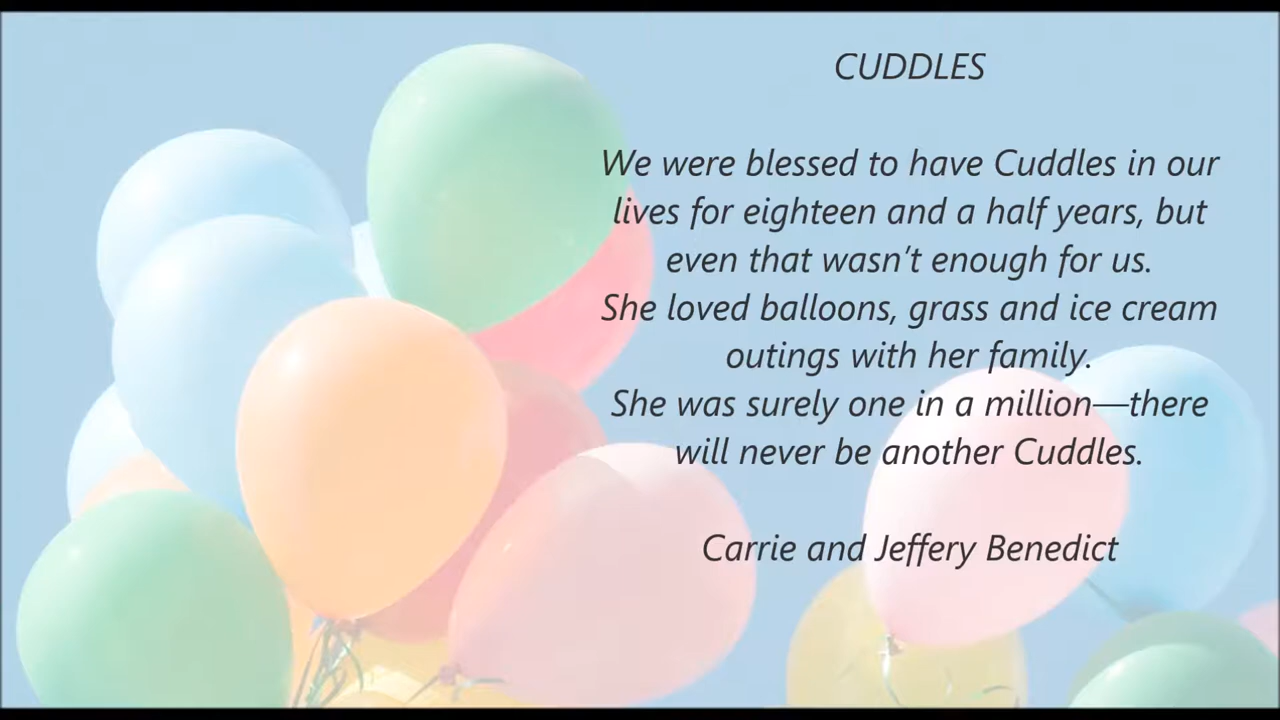 CUDDLES
We were blessed to have Cuddles in our
lives for eighteen and a half years, but
even that wasn't enough for us.
She loved balloons, grass and ice cream
outings with her family.
She was surely one in a million—there
will never be another Cuddles.
Carrie and Jeffery Benedict